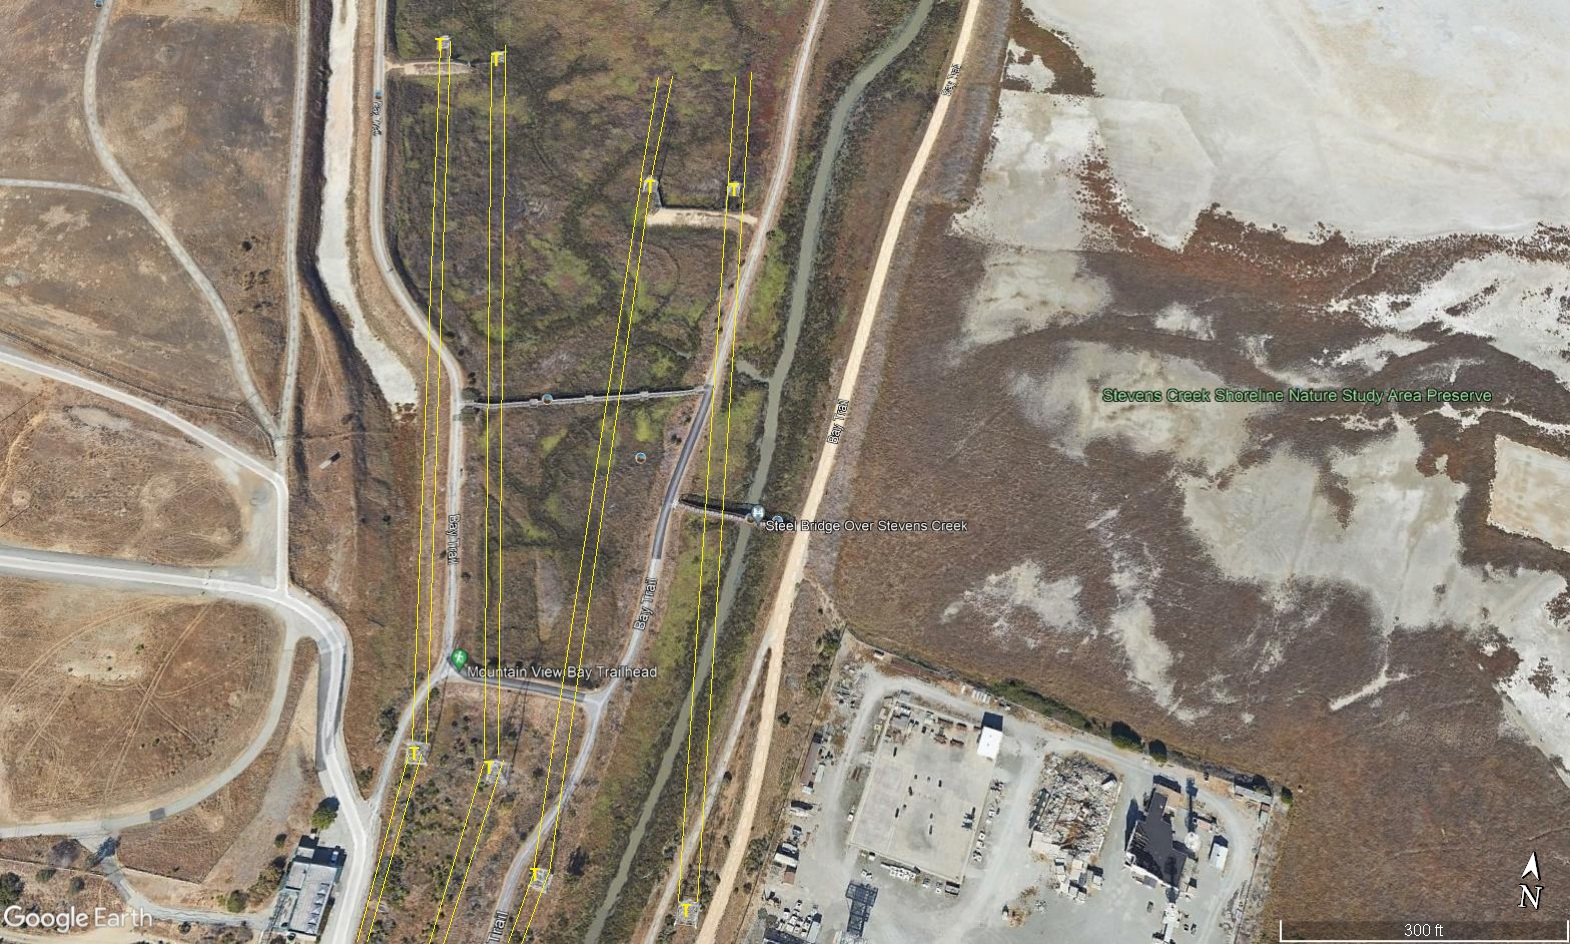 T
T
Bay Trail
Bay Trail
T
T
Stevens Creek Shoreline Nature Study Area Preserve
Bay Trail
H
Steel Bridge Over Stevens Creek
Bay Trail
Bay Trail
Mountain View Bay Trailhead
T
T
T
T
Trail
Google Earth
N
300 ft